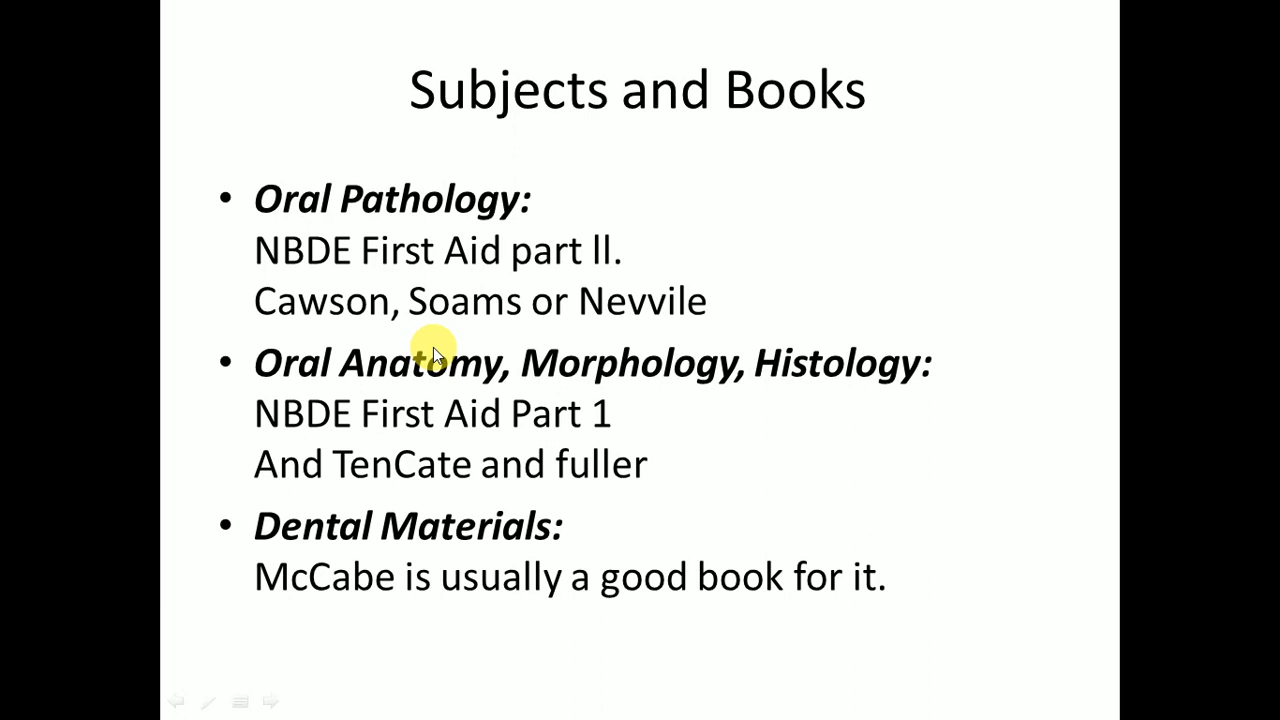 Subjects and Books
• Oral Pathology:
NBDE First Aid part ll.
Cawson, Soams or Nevvile
• Oral Anatomy, Morphology, Histology:
NBDE First Aid Part 1
And TenCate and fuller
• Dental Materials:
McCabe is usually a good book for it.